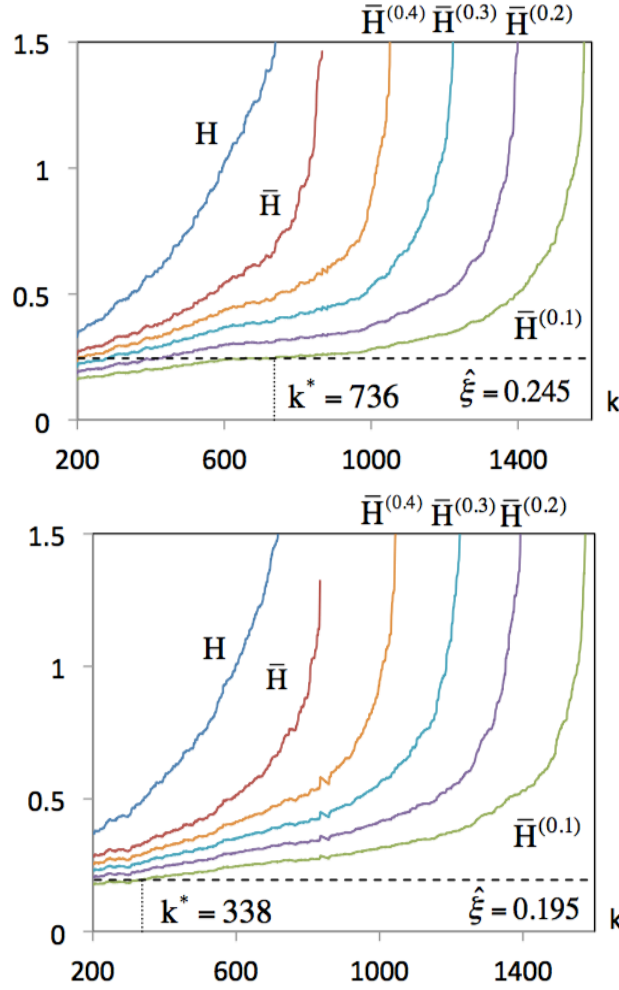 H̄^(0.4) H̄^(0.3) H̄^(0.2)
1.5
H
1
H̄
0.5
H̄^(0.1)
k* = 736 ξ̂ = 0.245
0 k
200 600 1000 1400
H̄^(0.4) H̄^(0.3) H̄^(0.2)
1.5
H H̄
1
0.5
H̄^(0.1)
k* = 338 ξ̂ = 0.195
0 k
200 600 1000 1400